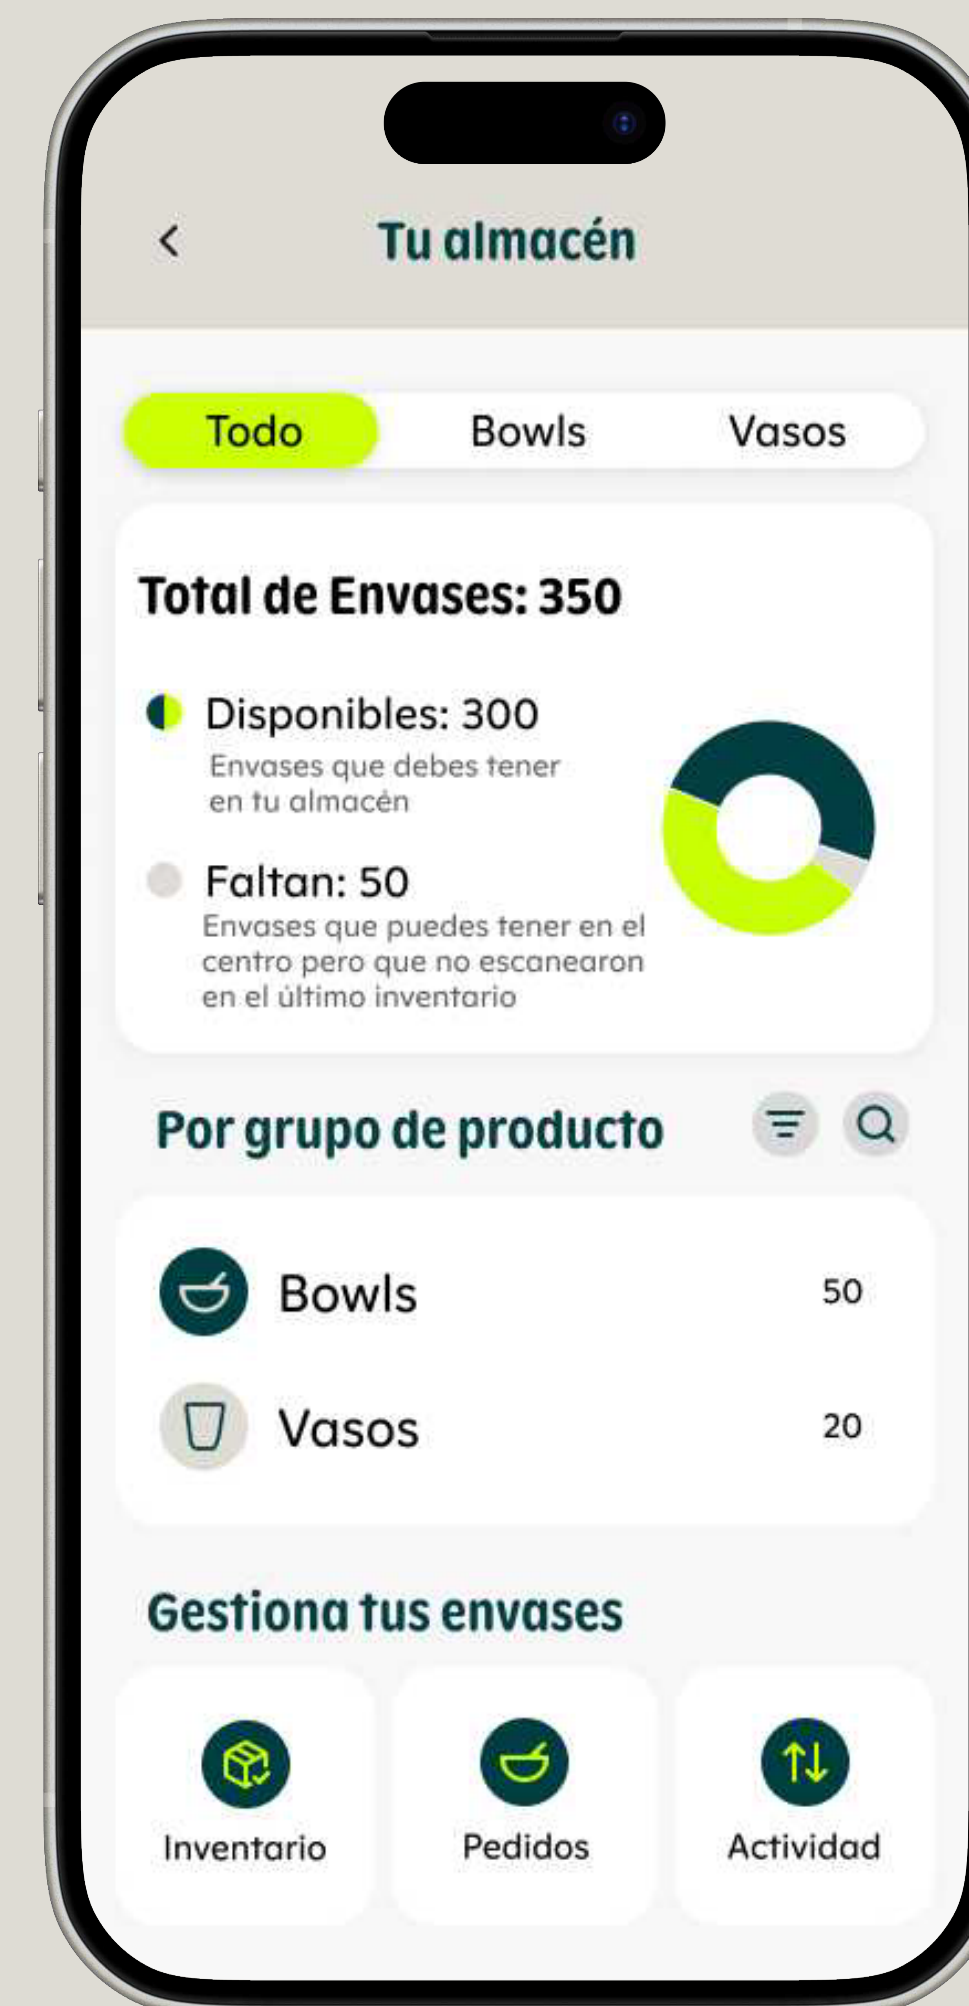 Tu almacén
Todo Bowls Vasos
Total de Envases: 350
Disponibles: 300
Envases que debes tener
en tu almacén
Faltan: 50
Envases que puedes tener en el
centro pero que no escanearon
en el último inventario
Por grupo de producto
Bowls 50
Vasos 20
Gestiona tus envases
Inventario Pedidos Actividad